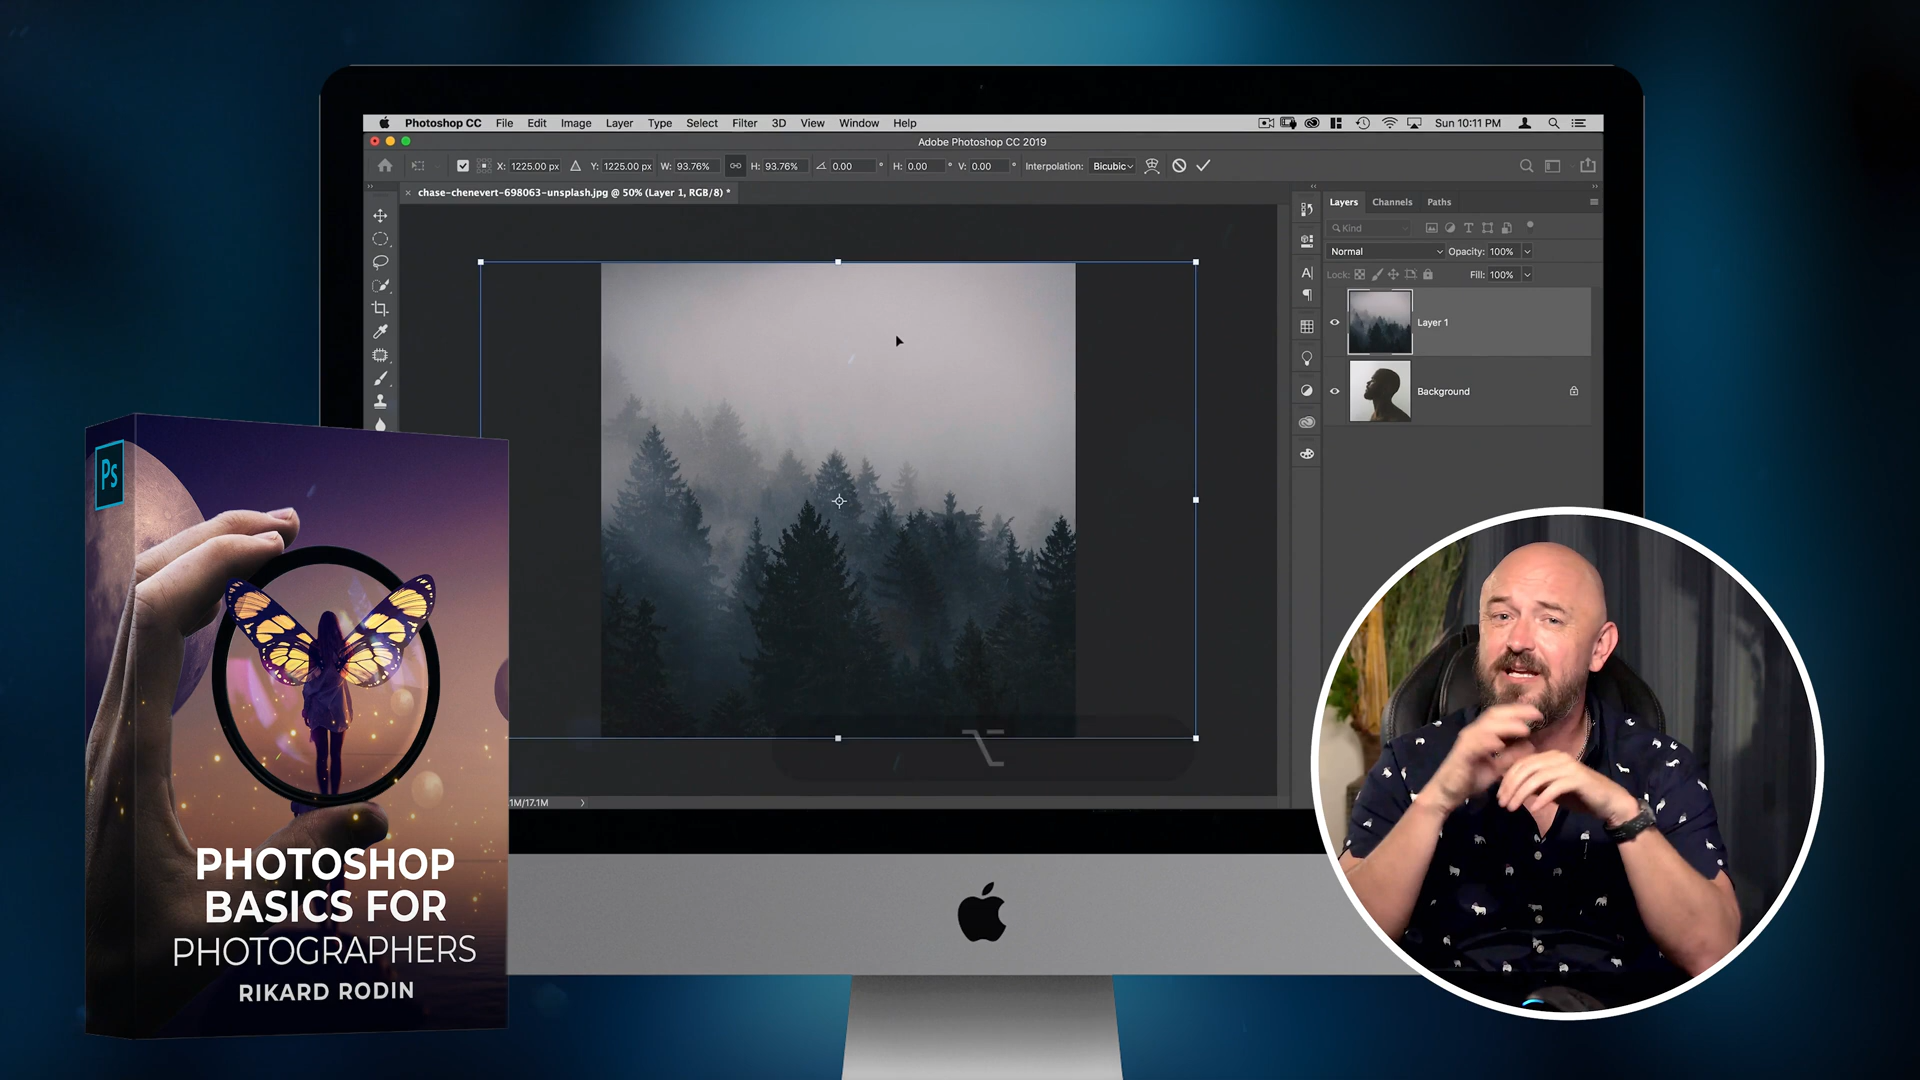 Photoshop CC File Edit Image Layer Type Select Filter 3D View Window Help Sun 10:11 PM
Adobe Photoshop CC 2019
X: 1225.00 px Y: 1225.00 px W: 93.76% H: 93.76% 0.00 ° H: 0.00 ° V: 0.00 ° Interpolation: Bicubic
× chase-chenevert-698063-unsplash.jpg @ 50% (Layer 1, RGB/8) *
Layers Channels Paths
Kind
Normal Opacity: 100%
Lock: Fill: 100%
Layer 1
Background
1M/17.1M
Ps
PHOTOSHOP
BASICS FOR
PHOTOGRAPHERS
RIKARD RODIN